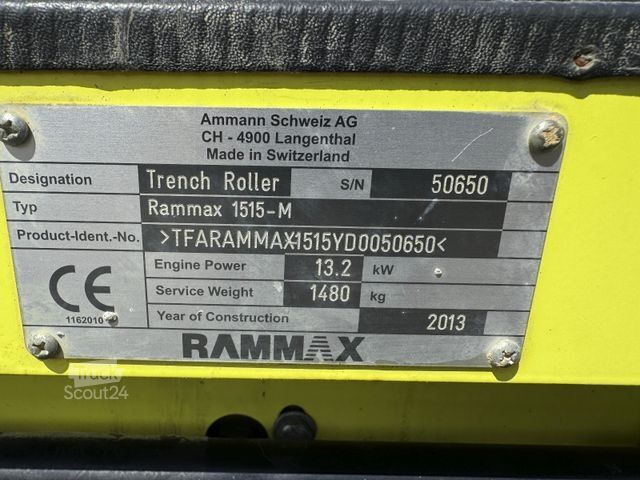 Ammann Schweiz AG
CH - 4900 Langenthal
Made in Switzerland
Designation Trench Roller S/N 50650
Typ Rammax 1515-M
Product-Ident.-No. >TFARAMMAX1515YD0050650<
Engine Power 13.2 kW
Service Weight 1480 kg
Year of Construction 2013
CE
1162010
RAMMAX
Truck
Scout24